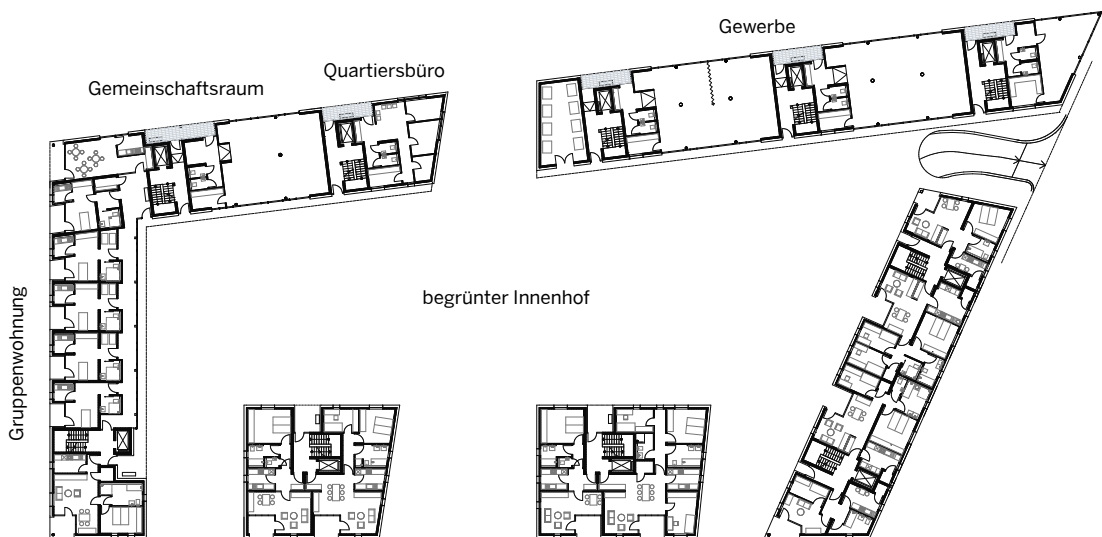 Gewerbe
Quartiersbüro
Gemeinschaftsraum
begrünter Innenhof
Gruppenwohnung